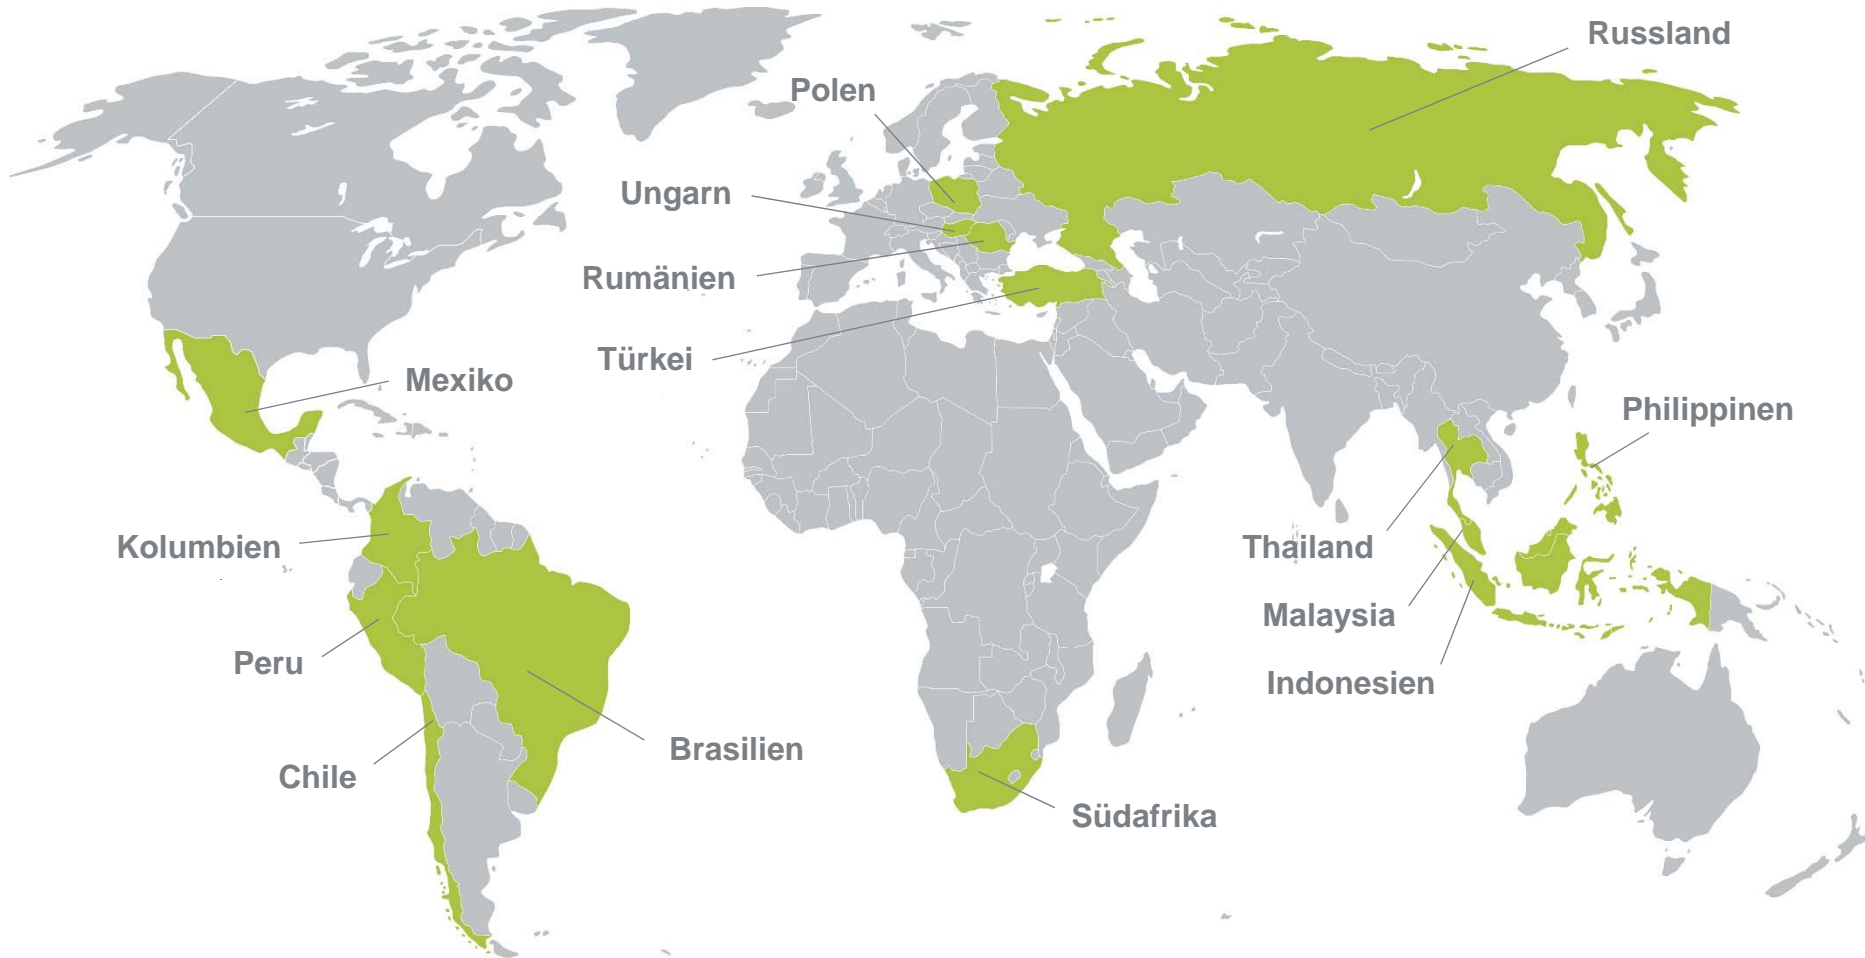 Russland
Polen
Ungarn
Rumänien
Türkei
Mexiko
Philippinen
Kolumbien
Thailand
Malaysia
Peru
Indonesien
Brasilien
Chile
Südafrika